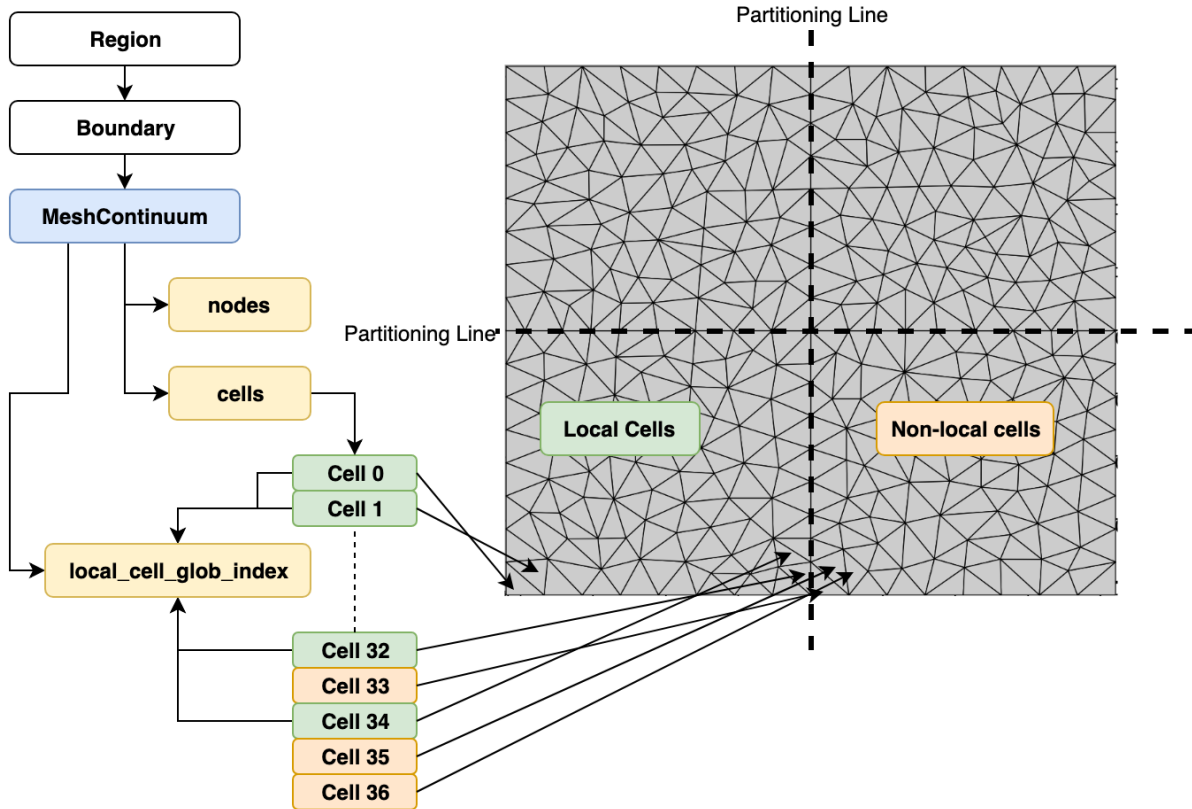 Partitioning Line
Region
Boundary
MeshContinuum
nodes
Partitioning Line
cells
Local Cells
Non-local cells
Cell 0
Cell 1
local_cell_glob_index
Cell 32
Cell 33
Cell 34
Cell 35
Cell 36